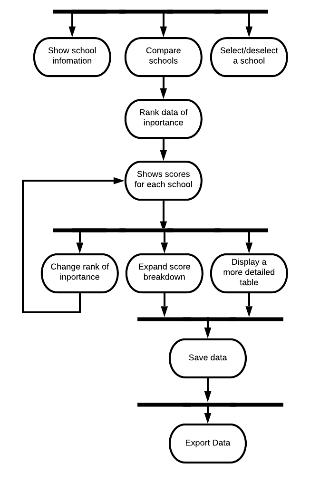 Show school
infomation
Compare
schools
Select/deselect
a school
Rank data of
inportance
Shows scores
for each school
Change rank of
inportance
Expand score
breakdown
Display a
more detailed
table
Save data
Export Data